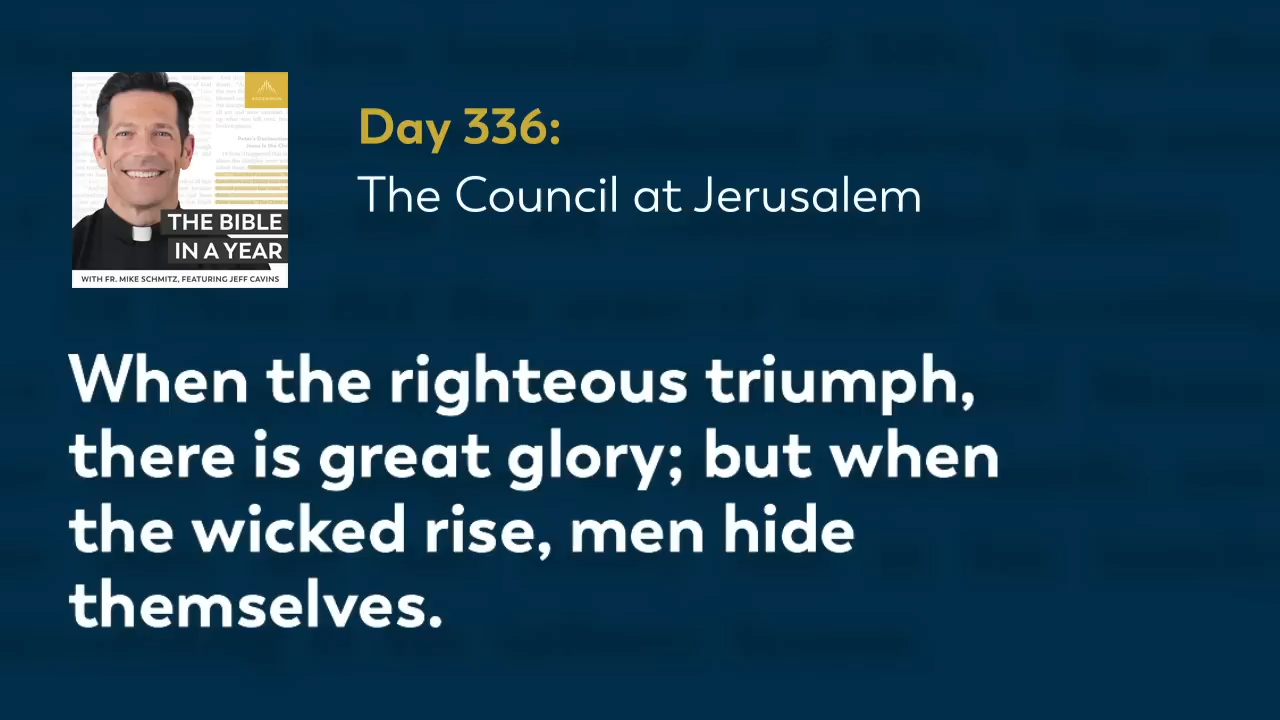 Day 336:
The Council at Jerusalem
THE BIBLE
IN A YEAR
WITH FR. MIKE SCHMITZ, FEATURING JEFF CAVINS
When the righteous triumph,
there is great glory; but when
the wicked rise, men hide
themselves.